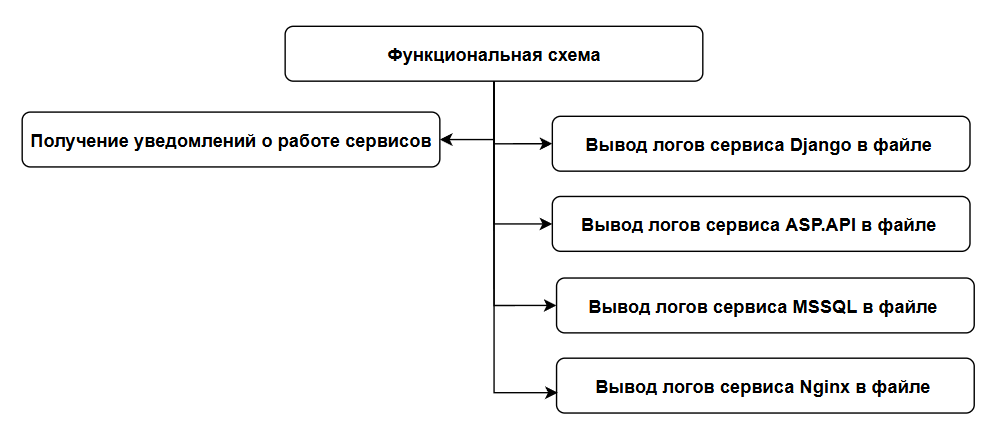 Функциональная схема
Получение уведомлений о работе сервисов
Вывод логов сервиса Django в файле
Вывод логов сервиса ASP.API в файле
Вывод логов сервиса MSSQL в файле
Вывод логов сервиса Nginx в файле